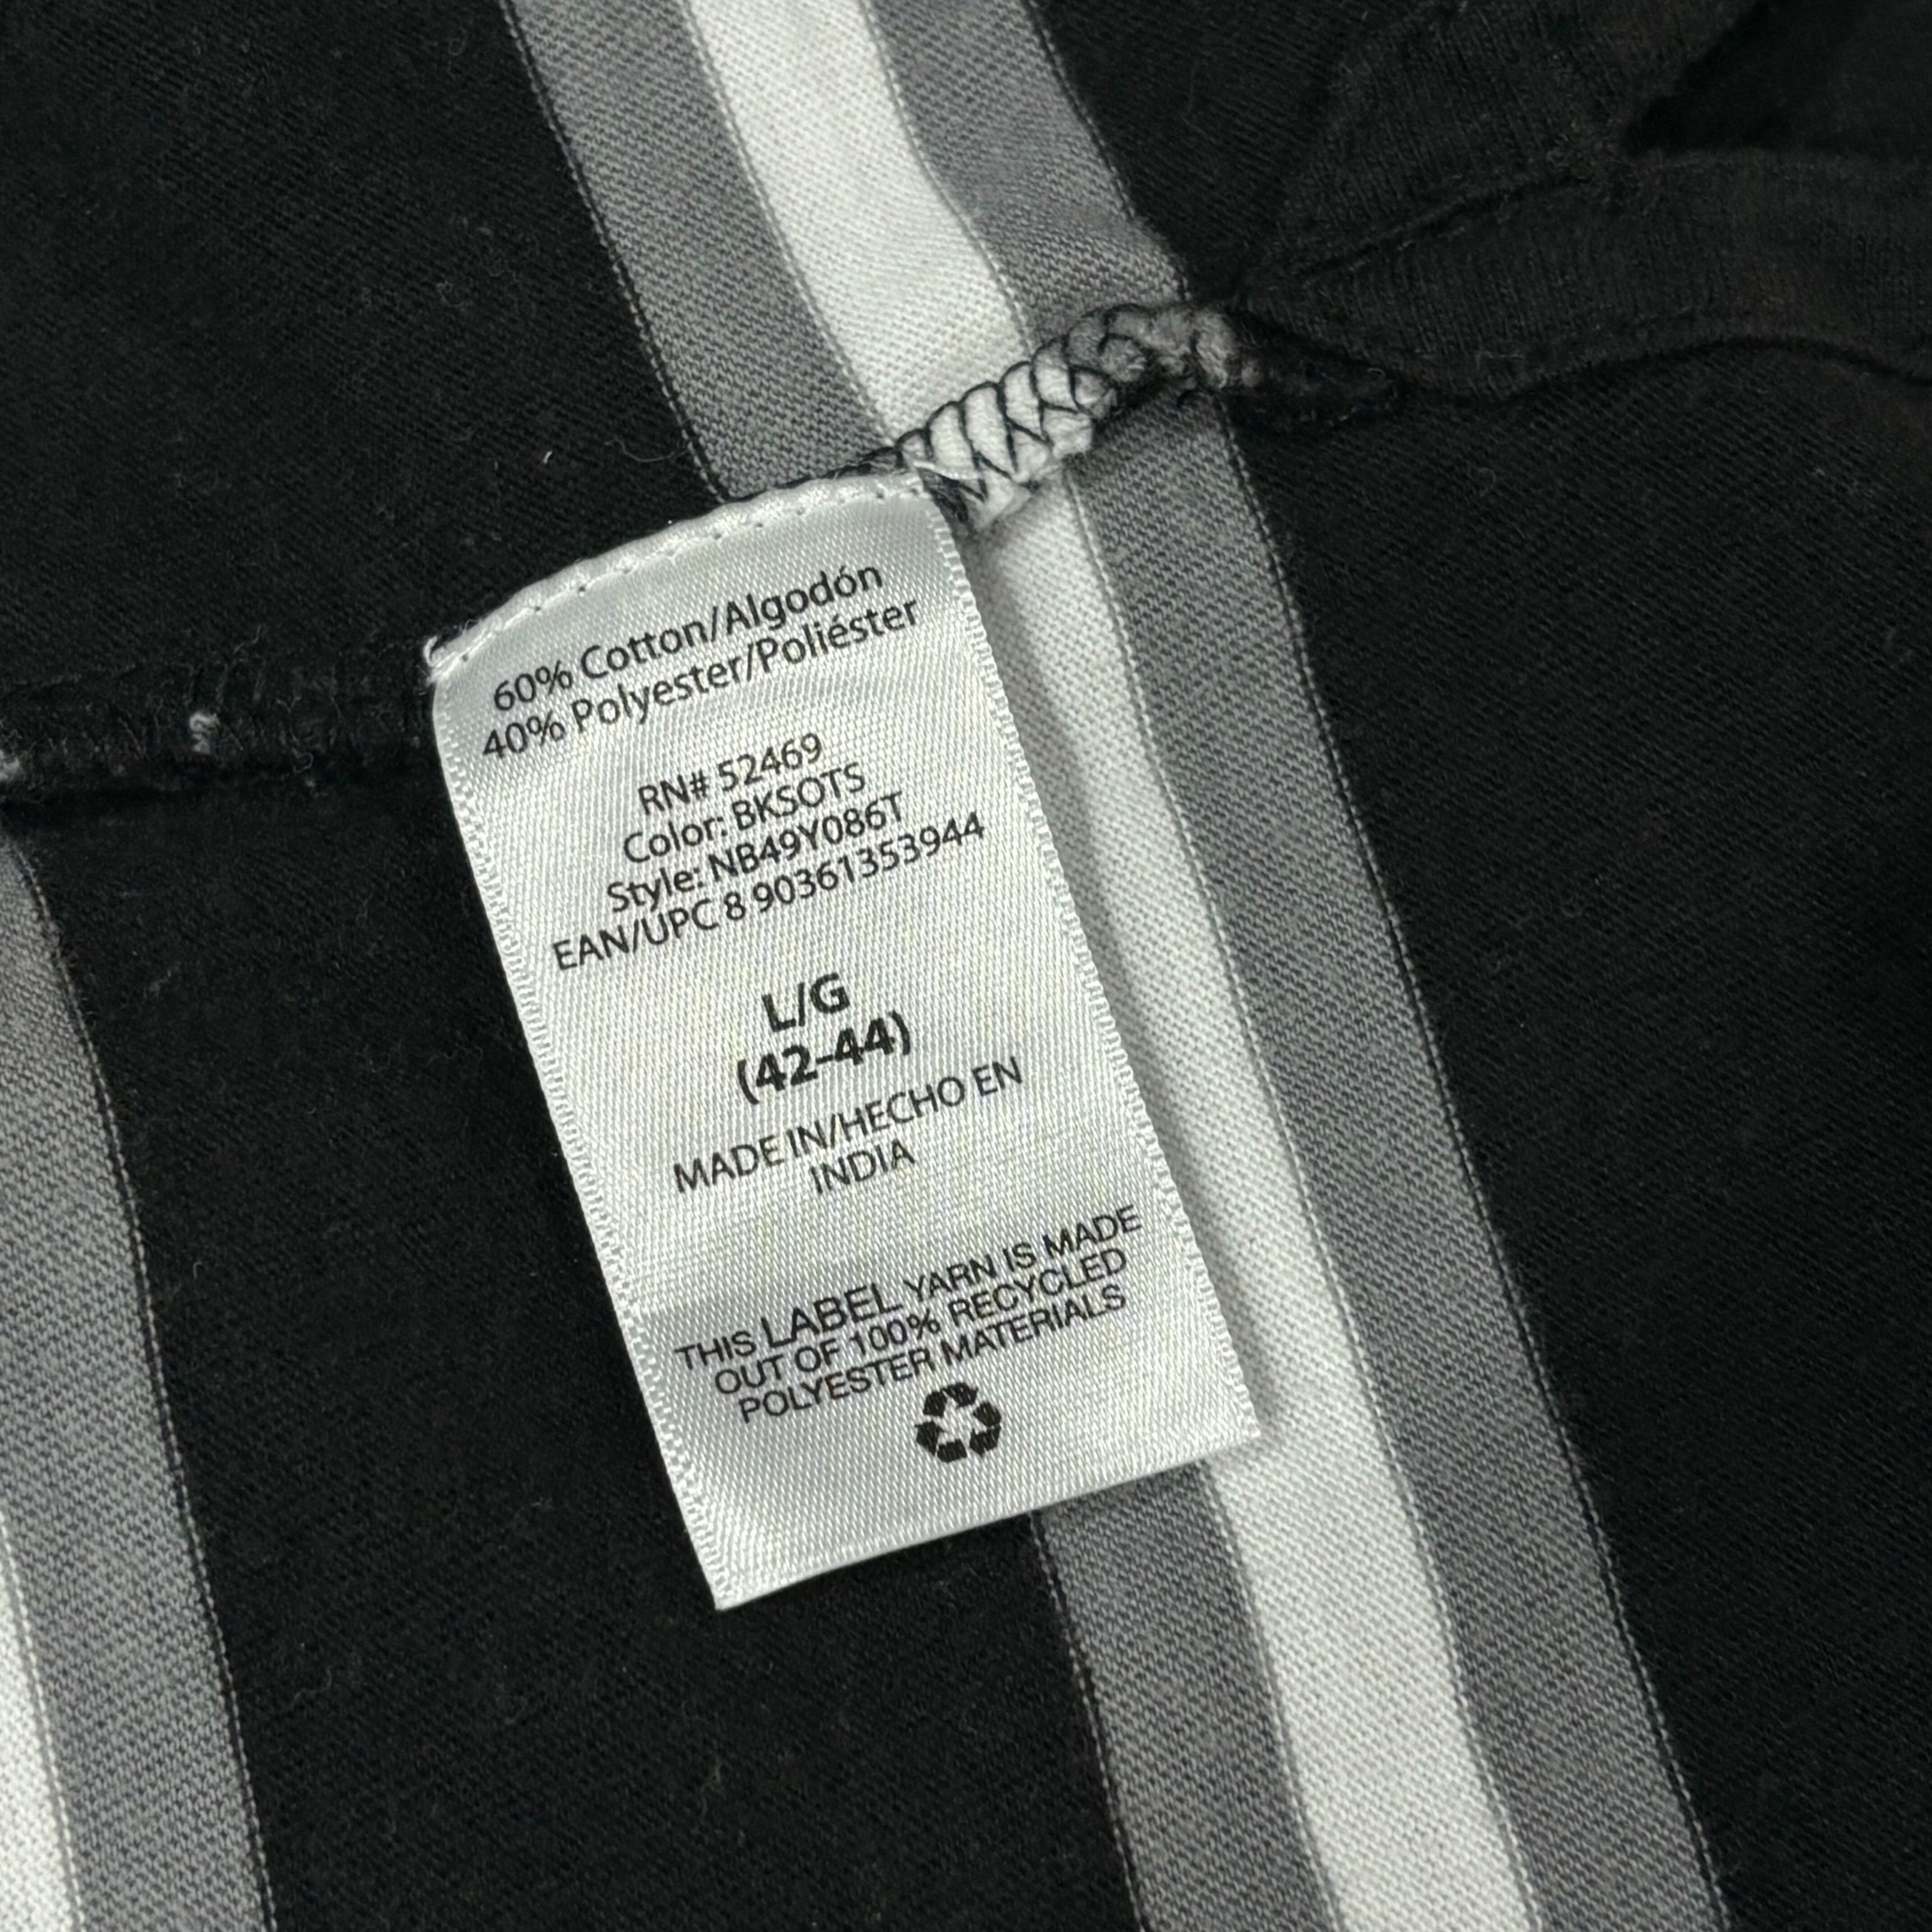 60% Cotton/Algodón
40% Polyester/Poliéster
RN# 52469
Color: BKSOTS
Style: NB49Y086T
EAN/UPC 8 90361353944
L/G
(42-44)
MADE IN/HECHO EN
INDIA
THIS LABEL YARN IS MADE
OUT OF 100% RECYCLED
POLYESTER MATERIALS